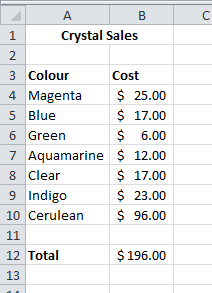 A B C
1 Crystal Sales
2
3 Colour Cost
4 Magenta $ 25.00
5 Blue $ 17.00
6 Green $ 6.00
7 Aquamarine $ 12.00
8 Clear $ 17.00
9 Indigo $ 23.00
10 Cerulean $ 96.00
11
12 Total $196.00
13